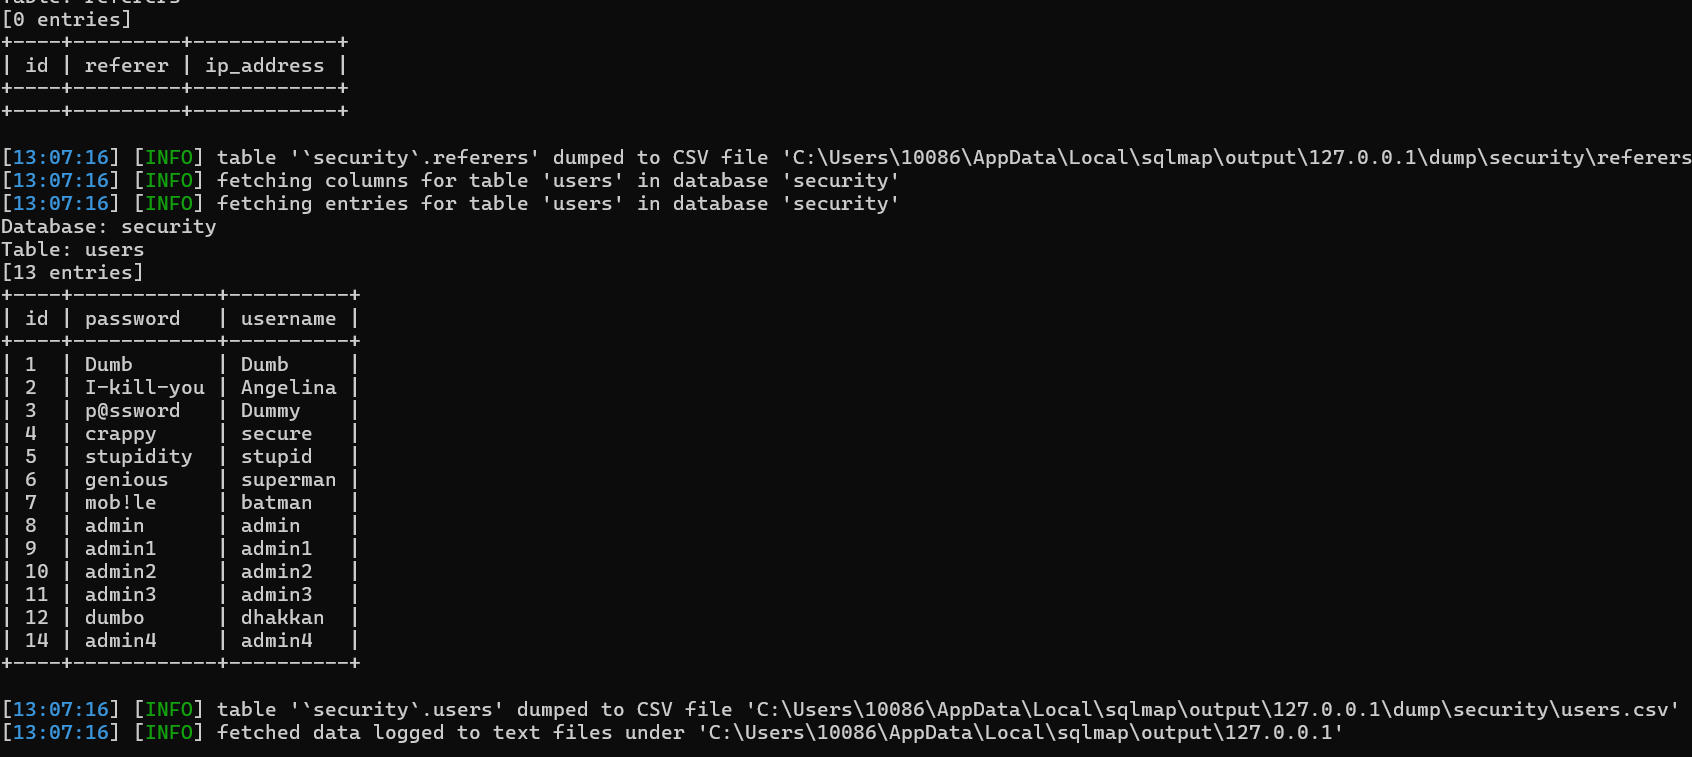 Table: referers
[0 entries]
+----+---------+------------+
| id | referer | ip_address |
+----+---------+------------+
+----+---------+------------+
[13:07:16] [INFO] table '`security`.referers' dumped to CSV file 'C:\Users\10086\AppData\Local\sqlmap\output\127.0.0.1\dump\security\referers
[13:07:16] [INFO] fetching columns for table 'users' in database 'security'
[13:07:16] [INFO] fetching entries for table 'users' in database 'security'
Database: security
Table: users
[13 entries]
+----+------------+----------+
| id | password   | username |
+----+------------+----------+
| 1  | Dumb       | Dumb     |
| 2  | I-kill-you | Angelina |
| 3  | p@ssword   | Dummy    |
| 4  | crappy     | secure   |
| 5  | stupidity  | stupid   |
| 6  | genious    | superman |
| 7  | mob!le     | batman   |
| 8  | admin      | admin    |
| 9  | admin1     | admin1   |
| 10 | admin2     | admin2   |
| 11 | admin3     | admin3   |
| 12 | dumbo      | dhakkan  |
| 14 | admin4     | admin4   |
+----+------------+----------+
[13:07:16] [INFO] table '`security`.users' dumped to CSV file 'C:\Users\10086\AppData\Local\sqlmap\output\127.0.0.1\dump\security\users.csv'
[13:07:16] [INFO] fetched data logged to text files under 'C:\Users\10086\AppData\Local\sqlmap\output\127.0.0.1'